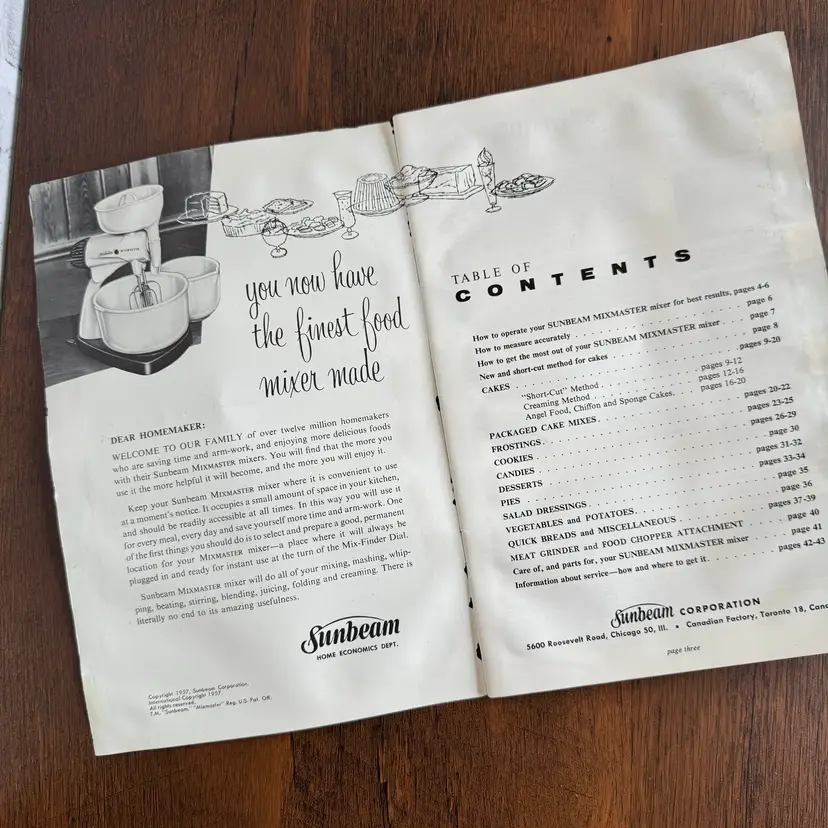 you now have
the finest food
mixer made
DEAR HOMEMAKER:
WELCOME TO OUR FAMILY of over twelve million homemakers
who are saving time and arm-work, and enjoying more delicious foods
with their Sunbeam MIXMASTER mixers. You will find that the more you
use it the more helpful it will become, and the more you will enjoy it.
Keep your Sunbeam MIXMASTER mixer where it is convenient to use
at a moment's notice. It occupies a small amount of space in your kitchen,
and should be readily accessible at all times. In this way you will use it
for every meal, every day and save yourself more time and arm-work. One
of the first things you should do is to select and prepare a good, permanent
location for your MIXMASTER mixer—a place where it will always be
plugged in and ready for instant use at the turn of the Mix-Finder Dial.
Sunbeam MIXMASTER mixer will do all of your mixing, mashing, whip-
ping, beating, stirring, blending, juicing, folding and creaming. There is
literally no end to its amazing usefulness.
Sunbeam
HOME ECONOMICS DEPT.
Copyright 1957, Sunbeam Corporation.
International Copyright 1957.
All rights reserved.
T.M. "Sunbeam," "Mixmaster" Reg. U.S. Pat. Off.
TABLE OF
CONTENTS
How to operate your SUNBEAM MIXMASTER mixer for best results, pages 4-6
How to measure accurately . . . . . page 6
How to get the most out of your SUNBEAM MIXMASTER mixer . . . . . page 7
New and short-cut method for cakes . . . . . page 8
CAKES . . . . . pages 9-20
"Short-Cut" Method . . . . . pages 9-12
Creaming Method . . . . . pages 12-16
Angel Food, Chiffon and Sponge Cakes. . . . . pages 16-20
PACKAGED CAKE MIXES . . . . . pages 20-22
FROSTINGS . . . . . pages 23-25
COOKIES . . . . . pages 26-29
CANDIES . . . . . page 30
DESSERTS . . . . . pages 31-32
PIES . . . . . pages 33-34
SALAD DRESSINGS . . . . . page 35
VEGETABLES and POTATOES. . . . . page 36
QUICK BREADS and MISCELLANEOUS . . . . . pages 37-39
MEAT GRINDER and FOOD CHOPPER ATTACHMENT . . . . . page 40
Care of, and parts for, your SUNBEAM MIXMASTER mixer . . . . . page 41
Information about service—how and where to get it. . . . . pages 42-43
Sunbeam CORPORATION
5600 Roosevelt Road, Chicago 50, Ill. • Canadian Factory, Toronto 18, Cana
page three